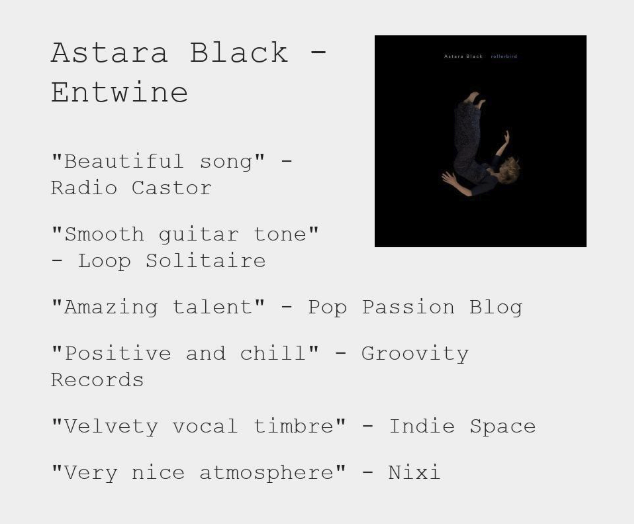 Astara Black -
Entwine
Astara Black rollerbird
"Beautiful song" -
Radio Castor
"Smooth guitar tone"
- Loop Solitaire
"Amazing talent" - Pop Passion Blog
"Positive and chill" - Groovity
Records
"Velvety vocal timbre" - Indie Space
"Very nice atmosphere" - Nixi